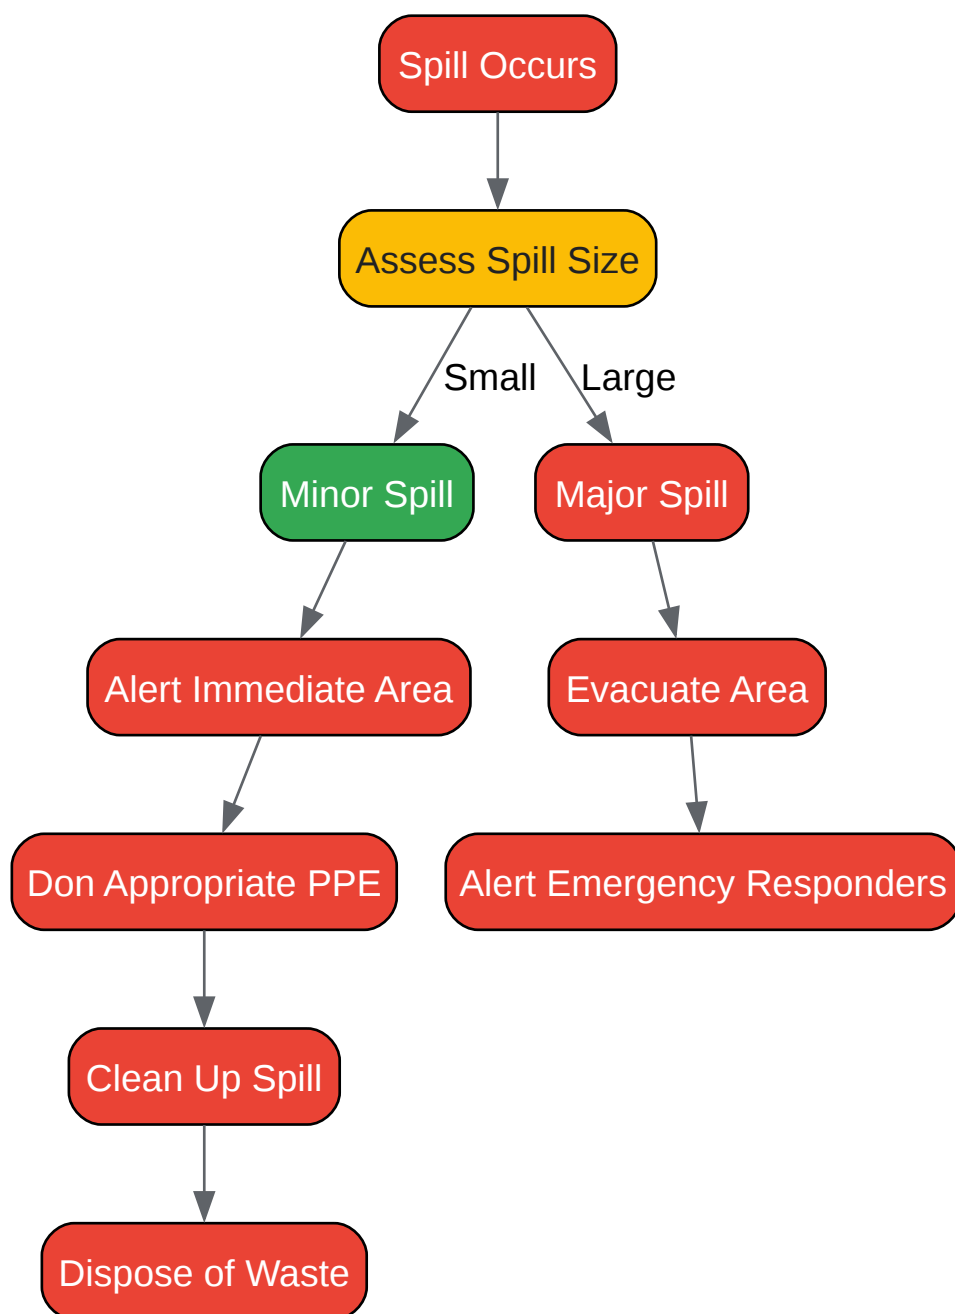 Spill Occurs
Assess Spill Size
Small
Large
Minor Spill
Major Spill
Alert Immediate Area
Evacuate Area
Don Appropriate PPE
Alert Emergency Responders
Clean Up Spill
Dispose of Waste